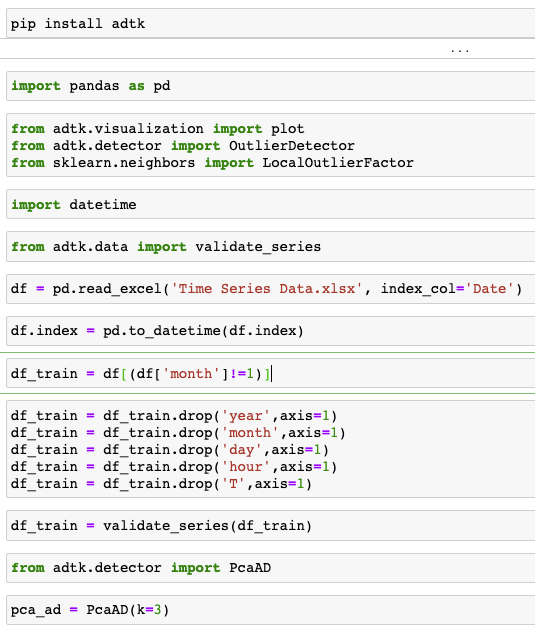 pip install adtk
...
import pandas as pd
from adtk.visualization import plot
from adtk.detector import OutlierDetector
from sklearn.neighbors import LocalOutlierFactor
import datetime
from adtk.data import validate_series
df = pd.read_excel('Time Series Data.xlsx', index_col='Date')
df.index = pd.to_datetime(df.index)
df_train = df[(df['month']!=1)]
df_train = df_train.drop('year',axis=1)
df_train = df_train.drop('month',axis=1)
df_train = df_train.drop('day',axis=1)
df_train = df_train.drop('hour',axis=1)
df_train = df_train.drop('T',axis=1)
df_train = validate_series(df_train)
from adtk.detector import PcaAD
pca_ad = PcaAD(k=3)